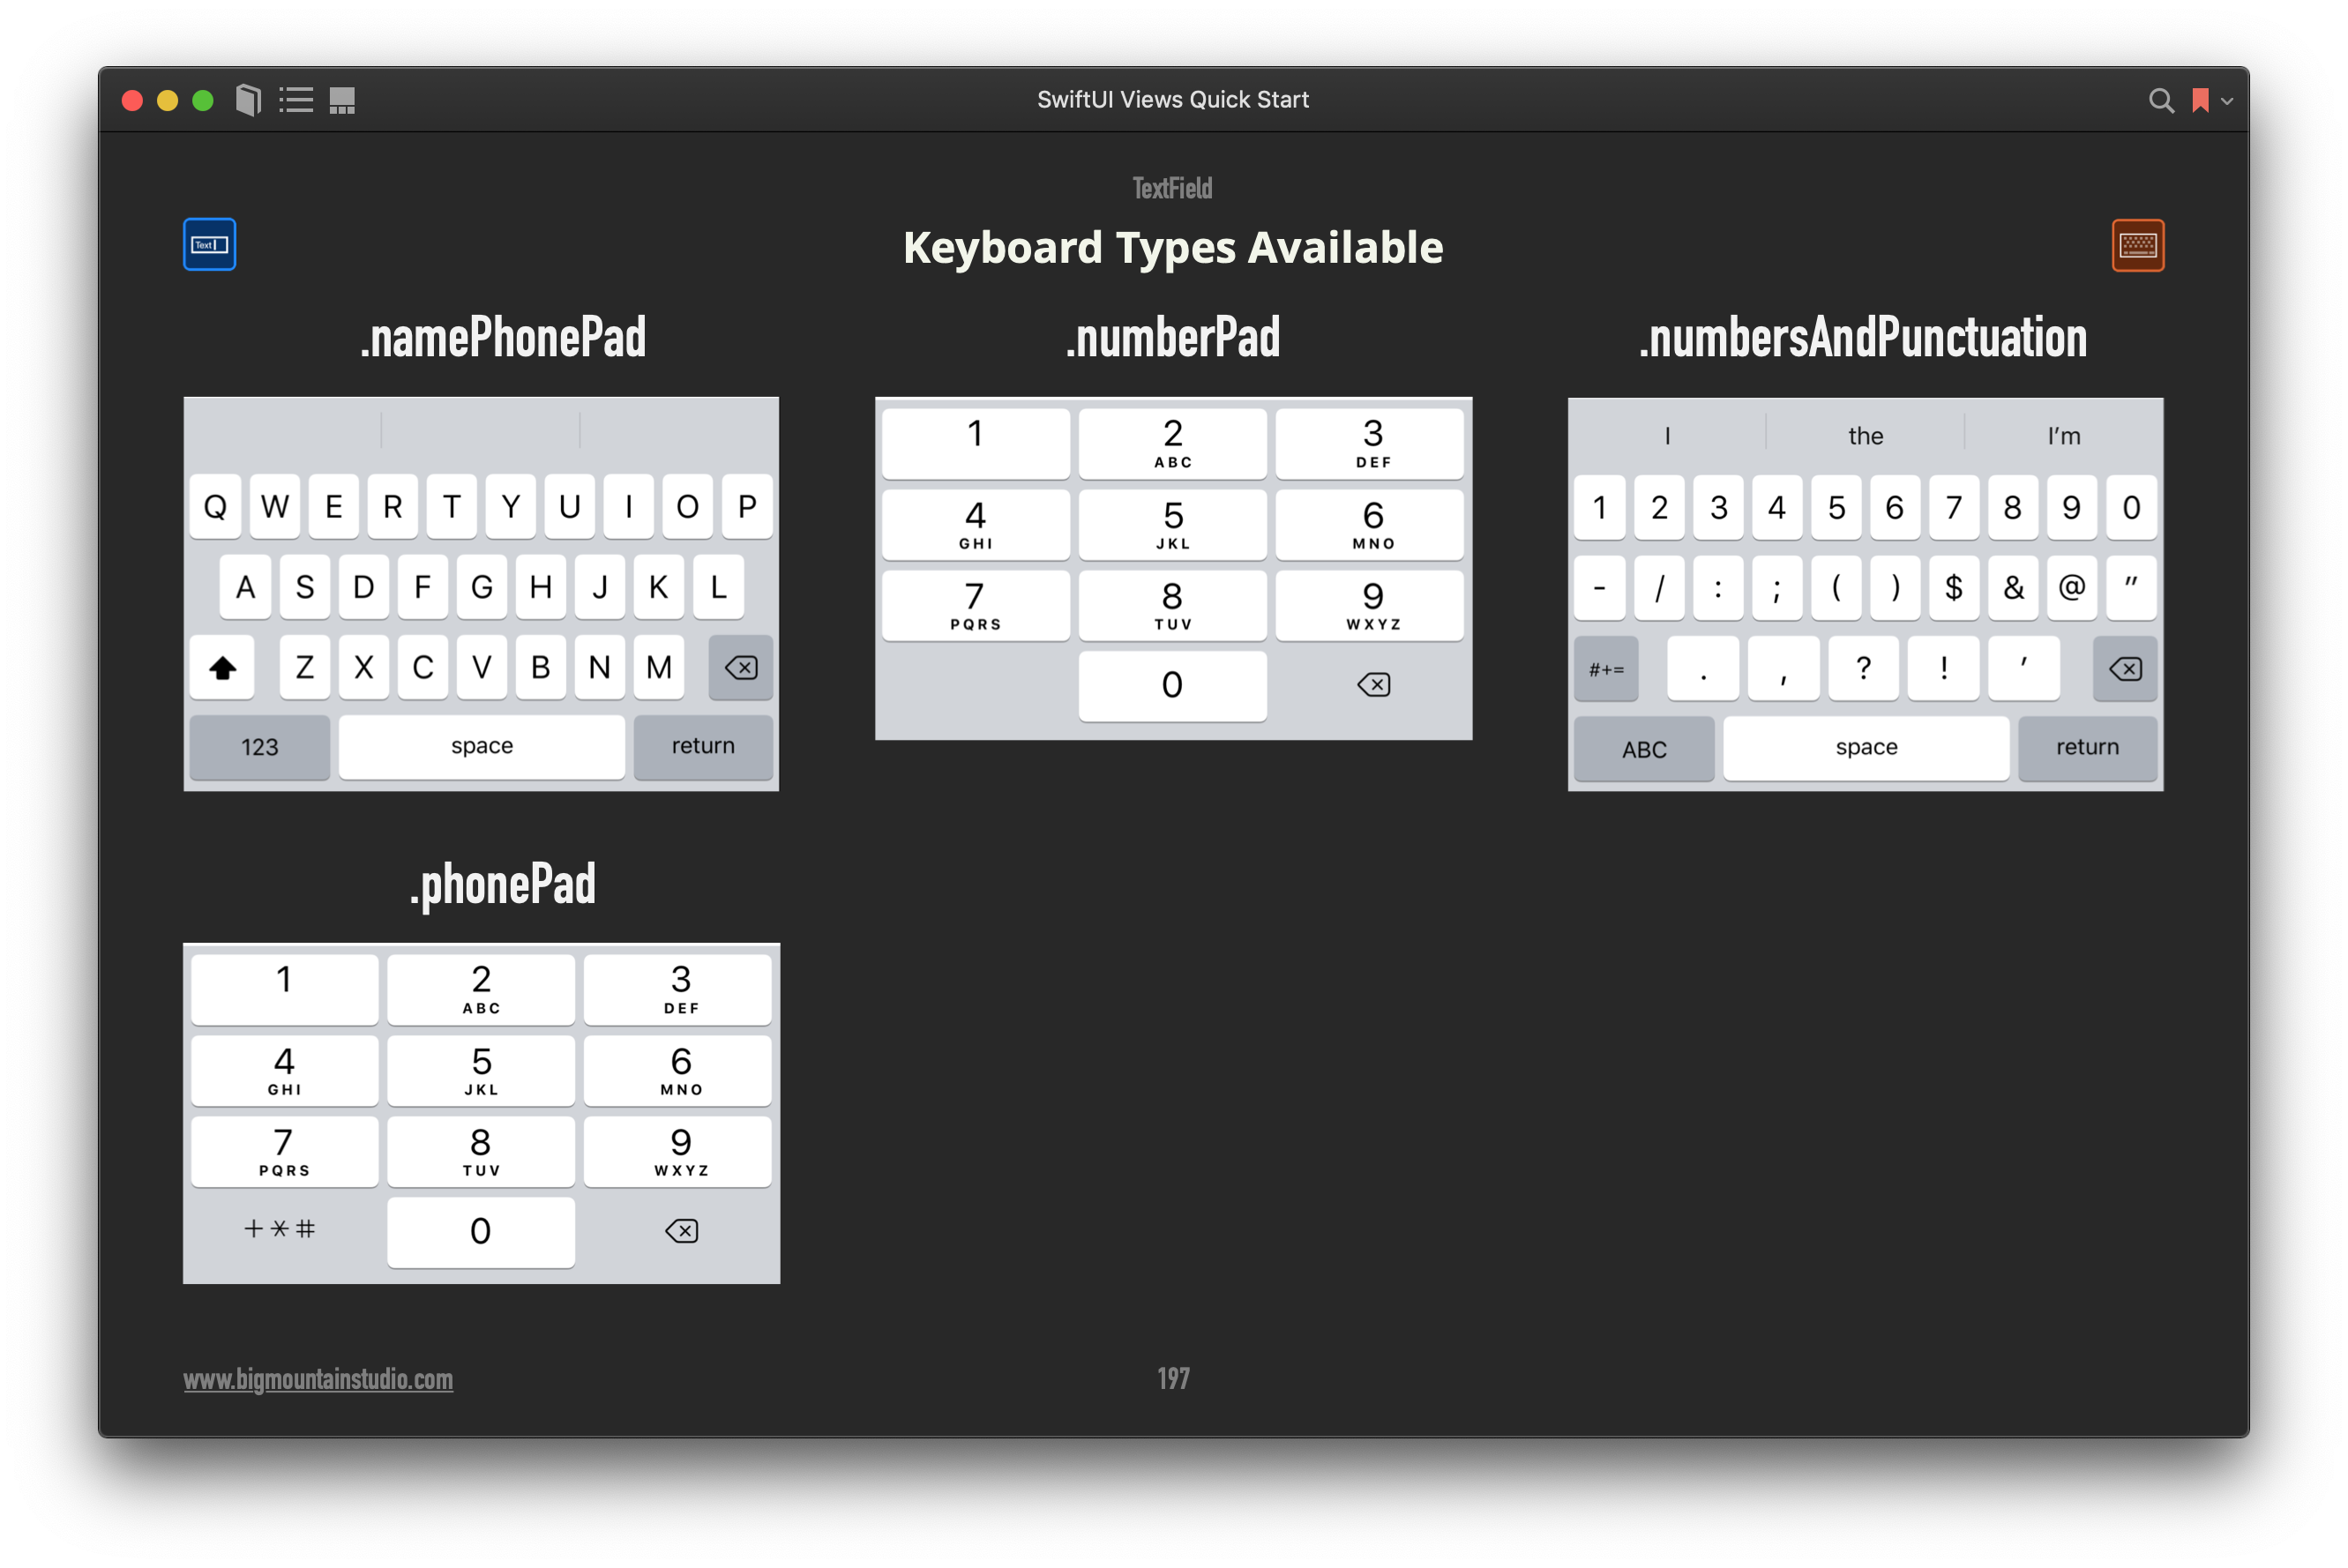 SwiftUI Views Quick Start
TextField
Text
Keyboard Types Available
.namePhonePad
Q W E R T Y U I O P
A S D F G H J K L
Z X C V B N M
123 space return
.numberPad
1 2 3
ABC DEF
4 5 6
GHI JKL MNO
7 8 9
PQRS TUV WXYZ
0
.numbersAndPunctuation
I the I’m
1 2 3 4 5 6 7 8 9 0
- / : ; ( ) $ & @ ”
#+= . , ? ! ’
ABC space return
.phonePad
1 2 3
ABC DEF
4 5 6
GHI JKL MNO
7 8 9
PQRS TUV WXYZ
+*# 0
www.bigmountainstudio.com
197